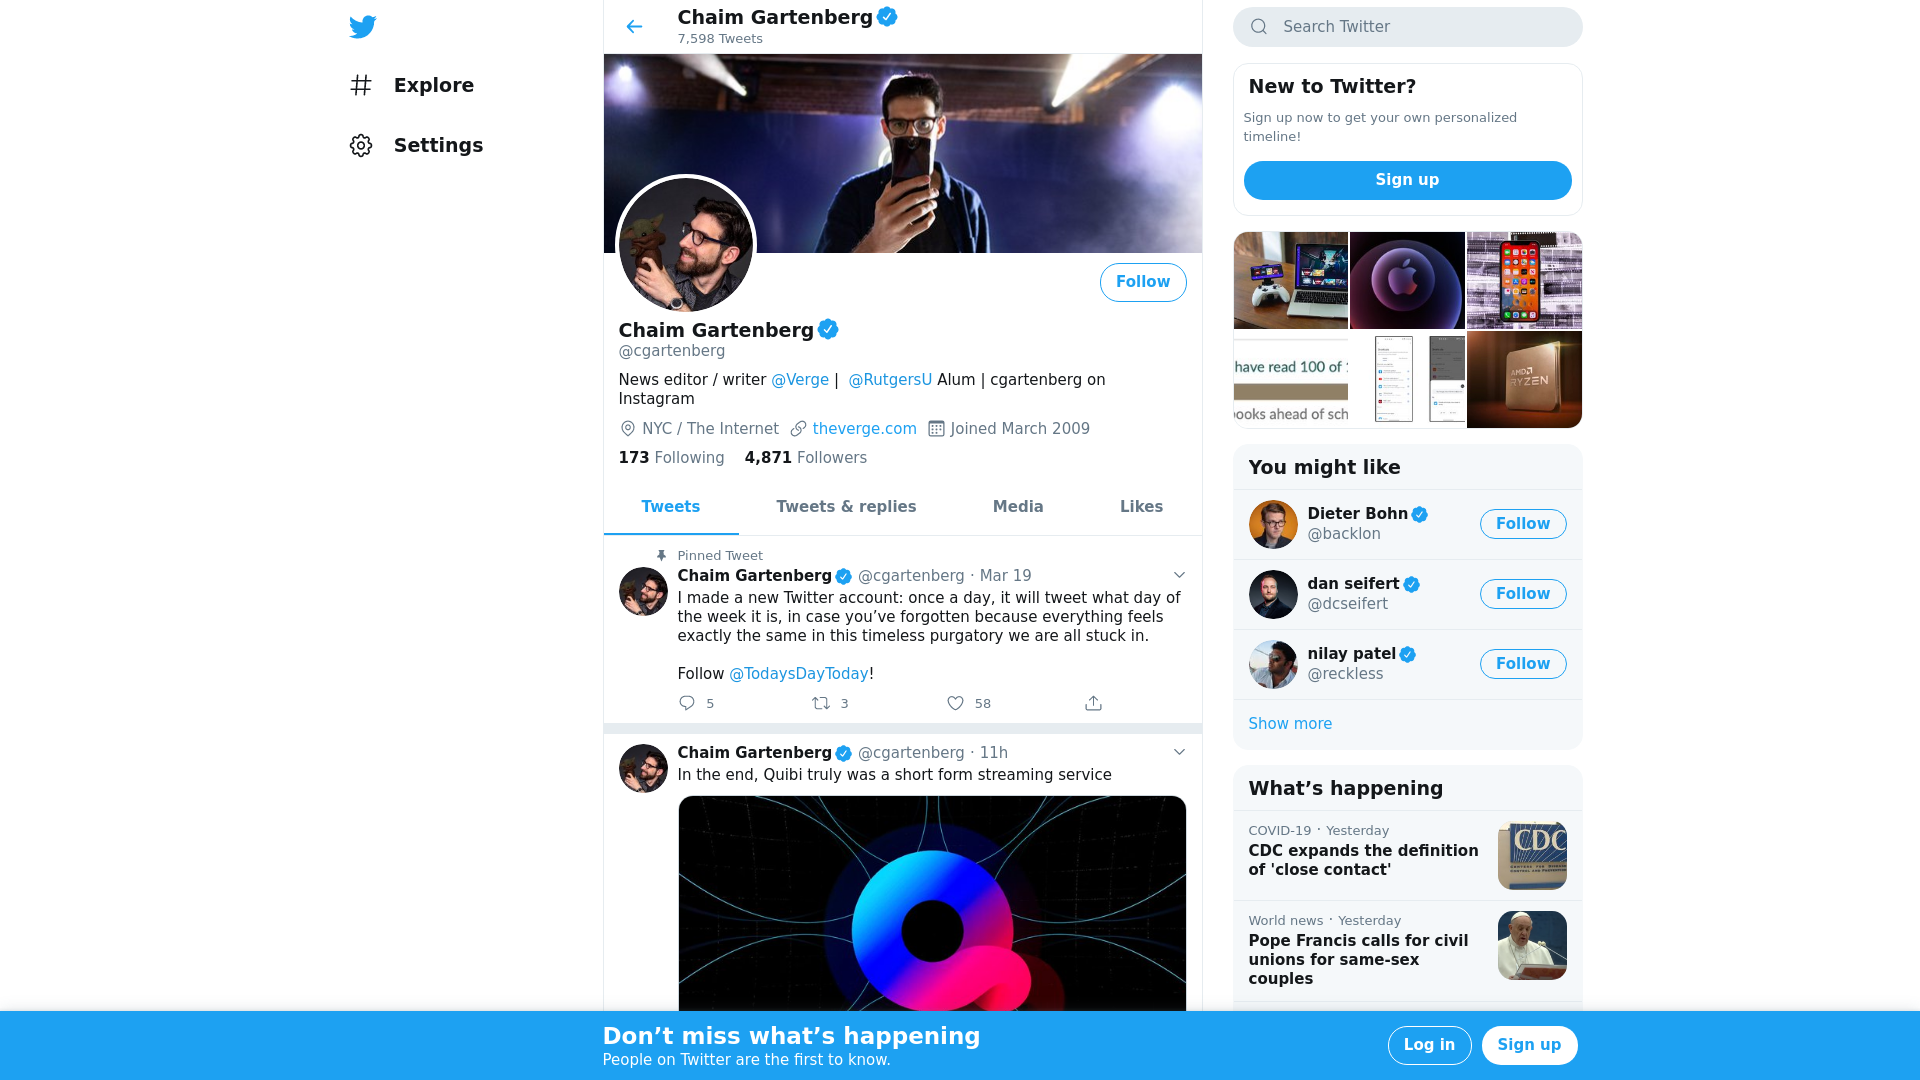 Explore
Settings
Chaim Gartenberg
7,598 Tweets
Follow
Chaim Gartenberg
@cgartenberg
News editor / writer @Verge | @RutgersU Alum | cgartenberg on
Instagram
NYC / The Internet theverge.com Joined March 2009
173 Following 4,871 Followers
Tweets Tweets & replies Media Likes
Pinned Tweet
Chaim Gartenberg @cgartenberg · Mar 19
I made a new Twitter account: once a day, it will tweet what day of
the week it is, in case you’ve forgotten because everything feels
exactly the same in this timeless purgatory we are all stuck in.
Follow @TodaysDayToday!
5 3 58
Chaim Gartenberg @cgartenberg · 11h
In the end, Quibi truly was a short form streaming service
Search Twitter
New to Twitter?
Sign up now to get your own personalized
timeline!
Sign up
have read 100 of
books ahead of sch
AMD
RYZEN
You might like
Dieter Bohn
@backlon
Follow
dan seifert
@dcseifert
Follow
nilay patel
@reckless
Follow
Show more
What’s happening
COVID-19 · Yesterday
CDC expands the definition
of 'close contact'
CDC
World news · Yesterday
Pope Francis calls for civil
unions for same-sex
couples
Don’t miss what’s happening
People on Twitter are the first to know.
Log in
Sign up